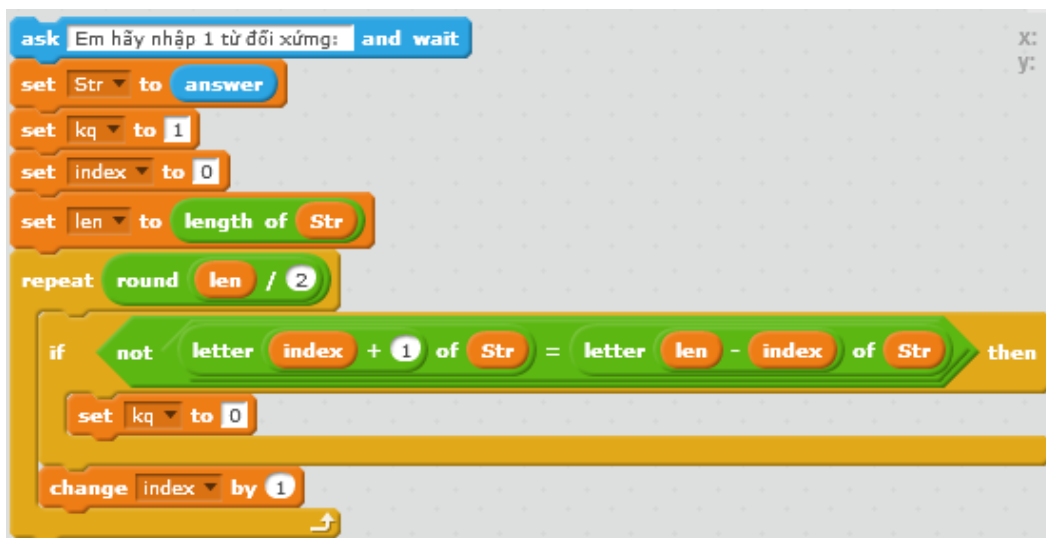 ask Em hãy nhập 1 từ đối xứng: and wait
x:
y:
set Str to answer
set kq to 1
set index to 0
set len to length of Str
repeat round len / 2
if not letter index + 1 of Str = letter len - index of Str then
set kq to 0
change index by 1